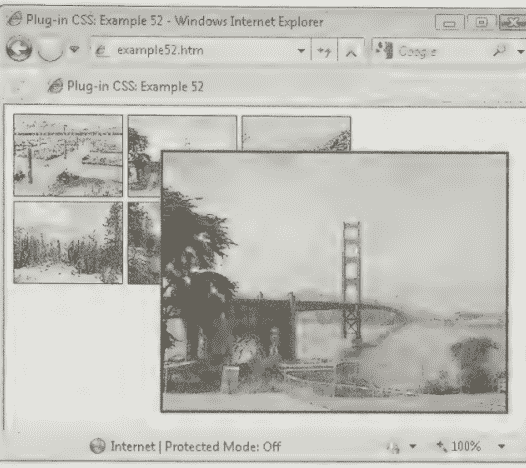 Plug-in CSS: Example 52 - Windows Internet Explorer
example52.htm
Google
Plug-in CSS: Example 52
Internet | Protected Mode: Off
100%